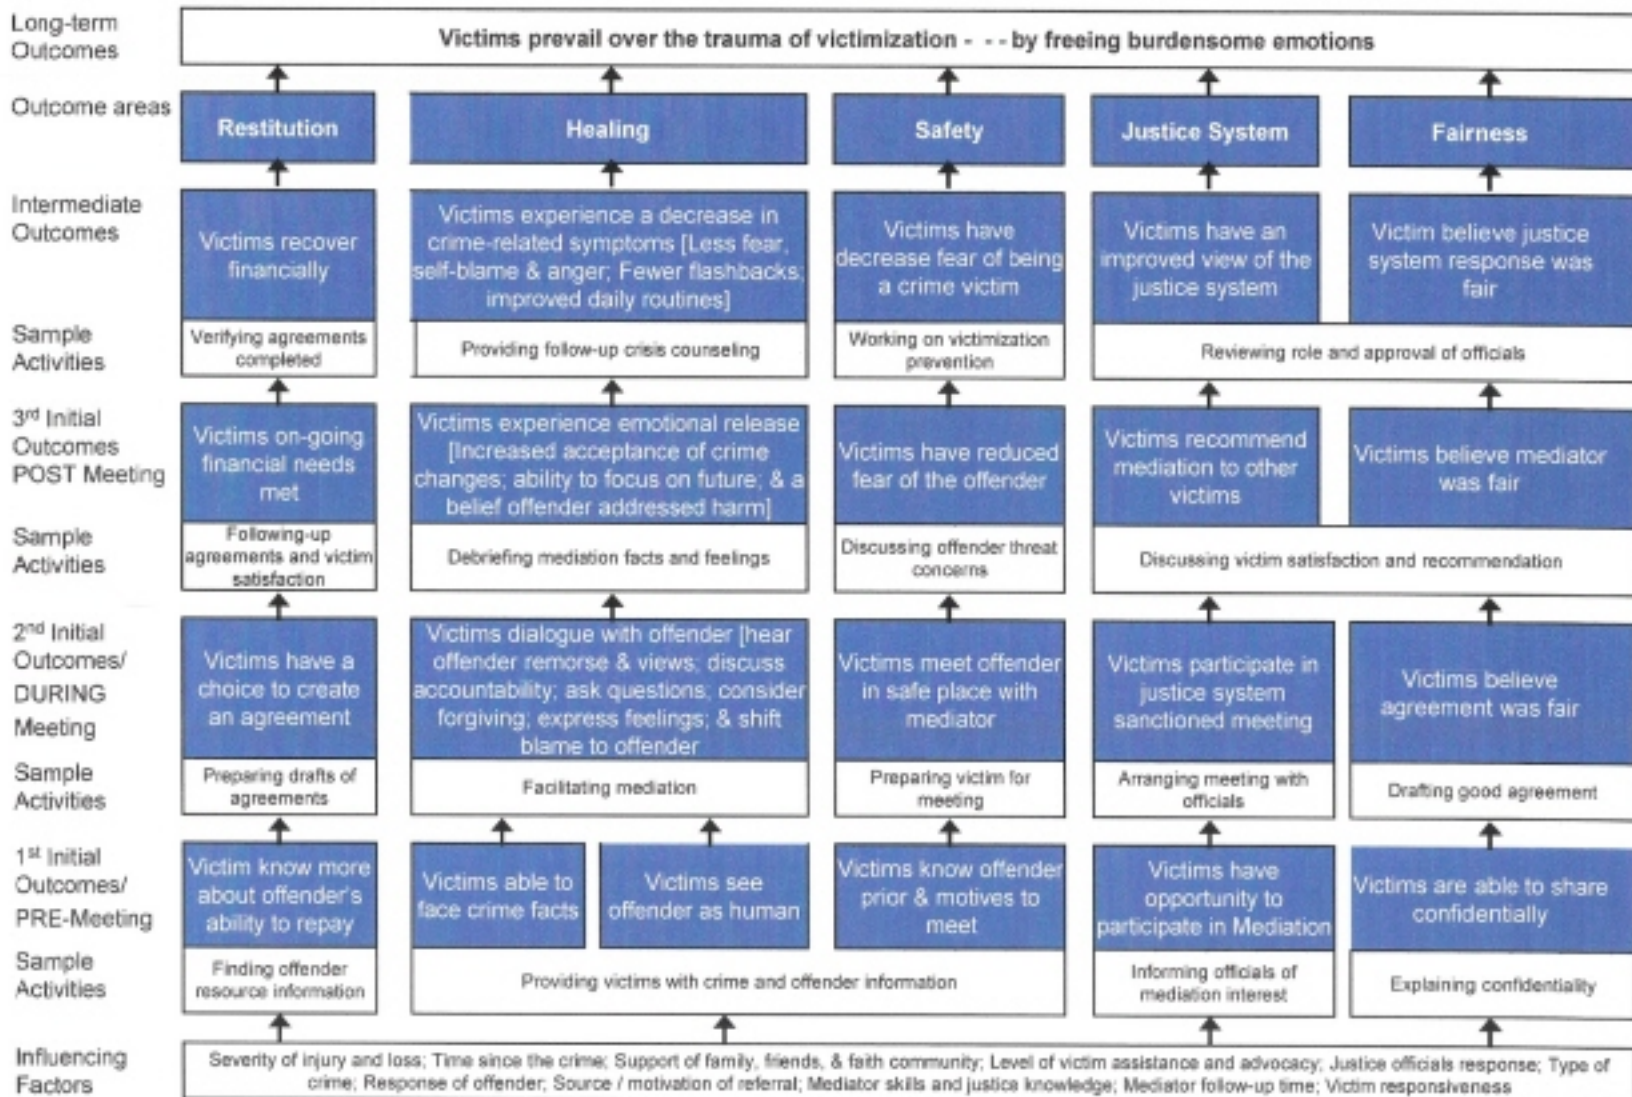 Long-term
Outcomes
Victims prevail over the trauma of victimization - - - by freeing burdensome emotions
Outcome areas
Restitution
Healing
Safety
Justice System
Fairness
Intermediate
Outcomes
Victims recover
financially
Victims experience a decrease in
crime-related symptoms [Less fear,
self-blame & anger; Fewer flashbacks;
improved daily routines]
Victims have
decrease fear of being
a crime victim
Victims have an
improved view of the
justice system
Victim believe justice
system response was
fair
Sample
Activities
Verifying agreements
completed
Providing follow-up crisis counseling
Working on victimization
prevention
Reviewing role and approval of officials
3rd Initial
Outcomes
POST Meeting
Victims on-going
financial needs
met
Victims experience emotional release
[Increased acceptance of crime
changes; ability to focus on future; & a
belief offender addressed harm]
Victims have reduced
fear of the offender
Victims recommend
mediation to other
victims
Victims believe mediator
was fair
Sample
Activities
Following-up
agreements and victim
satisfaction
Debriefing mediation facts and feelings
Discussing offender threat
concerns
Discussing victim satisfaction and recommendation
2nd Initial
Outcomes/
DURING
Meeting
Victims have a
choice to create
an agreement
Victims dialogue with offender [hear
offender remorse & views; discuss
accountability; ask questions; consider
forgiving; express feelings; & shift
blame to offender
Victims meet offender
in safe place with
mediator
Victims participate in
justice system
sanctioned meeting
Victims believe
agreement was fair
Sample
Activities
Preparing drafts of
agreements
Facilitating mediation
Preparing victim for
meeting
Arranging meeting with
officials
Drafting good agreement
1st Initial
Outcomes/
PRE-Meeting
Victim know more
about offender's
ability to repay
Victims able to
face crime facts
Victims see
offender as human
Victims know offender
prior & motives to
meet
Victims have
opportunity to
participate in Mediation
Victims are able to share
confidentially
Sample
Activities
Finding offender
resource information
Providing victims with crime and offender information
Informing officials of
mediation interest
Explaining confidentiality
Influencing
Factors
Severity of injury and loss; Time since the crime; Support of family, friends, & faith community; Level of victim assistance and advocacy; Justice officials response; Type of
crime; Response of offender; Source / motivation of referral; Mediator skills and justice knowledge; Mediator follow-up time; Victim responsiveness